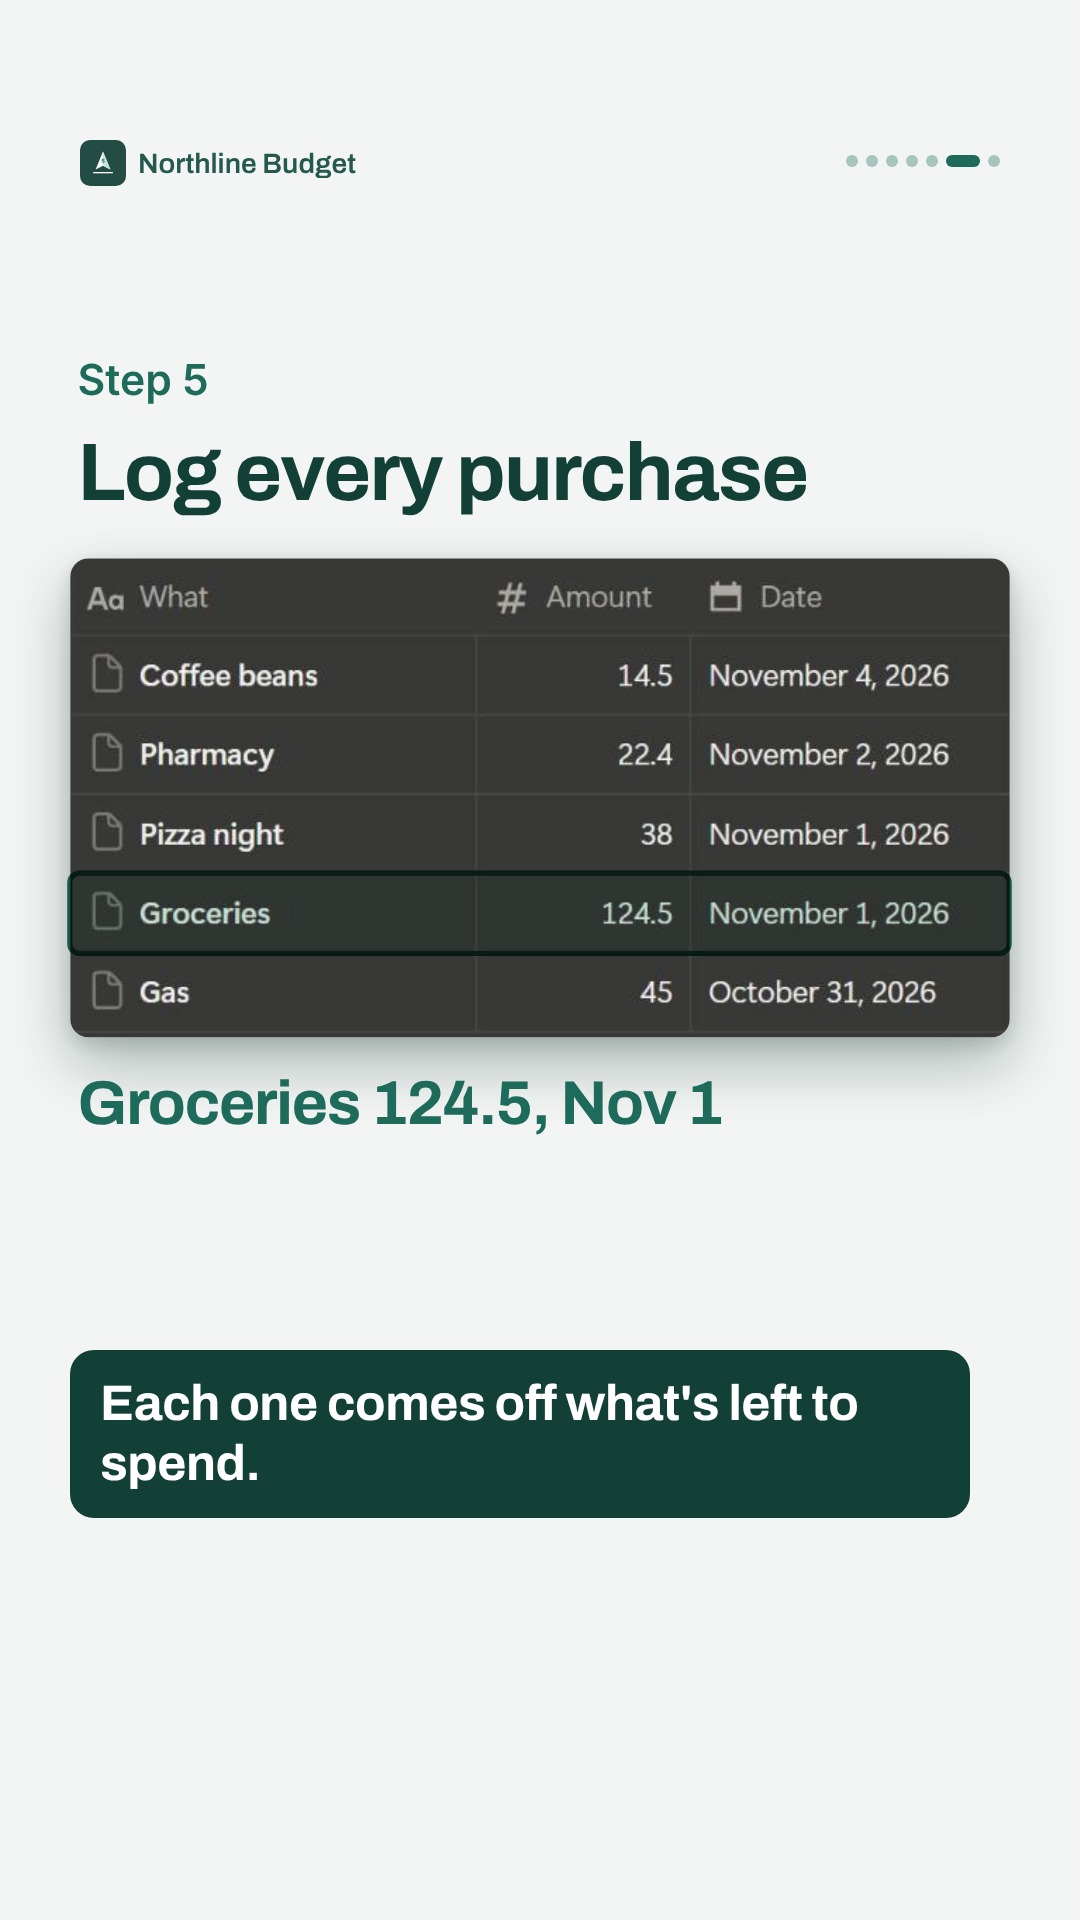 Northline Budget
Step 5
Log every purchase
Aa What # Amount Date
Coffee beans 14.5 November 4, 2026
Pharmacy 22.4 November 2, 2026
Pizza night 38 November 1, 2026
Groceries 124.5 November 1, 2026
Gas 45 October 31, 2026
Groceries 124.5, Nov 1
Each one comes off what's left to
spend.